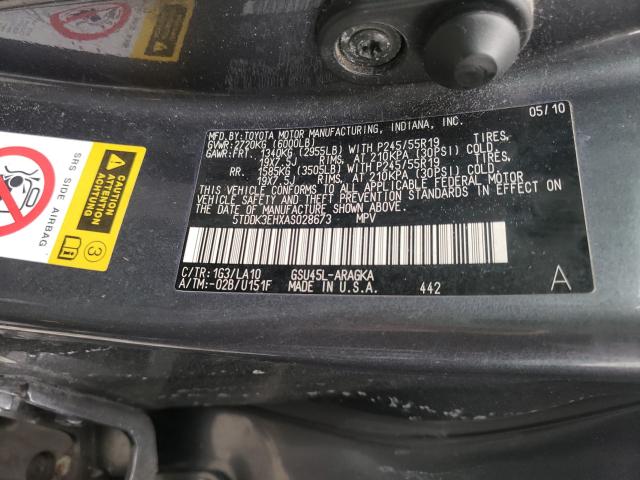 05/10
MFD.BY: TOYOTA MOTOR MANUFACTURING, INDIANA, INC.
GVWR: 2720KG (6000LB)
GAWR: FRT. 1340KG (2955LB) WITH P245/55R19 TIRES,
19X7.5J RIMS, AT 210KPA (30PSI) COLD.
RR. 1585KG (3505LB) WITH P245/55R19 TIRES,
19X7.5J RIMS, AT 210KPA (30PSI) COLD.
THIS VEHICLE CONFORMS TO ALL APPLICABLE FEDERAL MOTOR
VEHICLE SAFETY AND THEFT PREVENTION STANDARDS IN EFFECT ON
THE DATE OF MANUFACTURE SHOWN ABOVE.
5TDDK3EHXAS028673 MPV
C/TR: 1G3/LA10 GSU45L-ARAGKA
A/TM: -02B/U151F MADE IN U.S.A. 442 A
SRS SIDE AIRBAG
CAUTION
ATTENTION
ACHTUNG
3